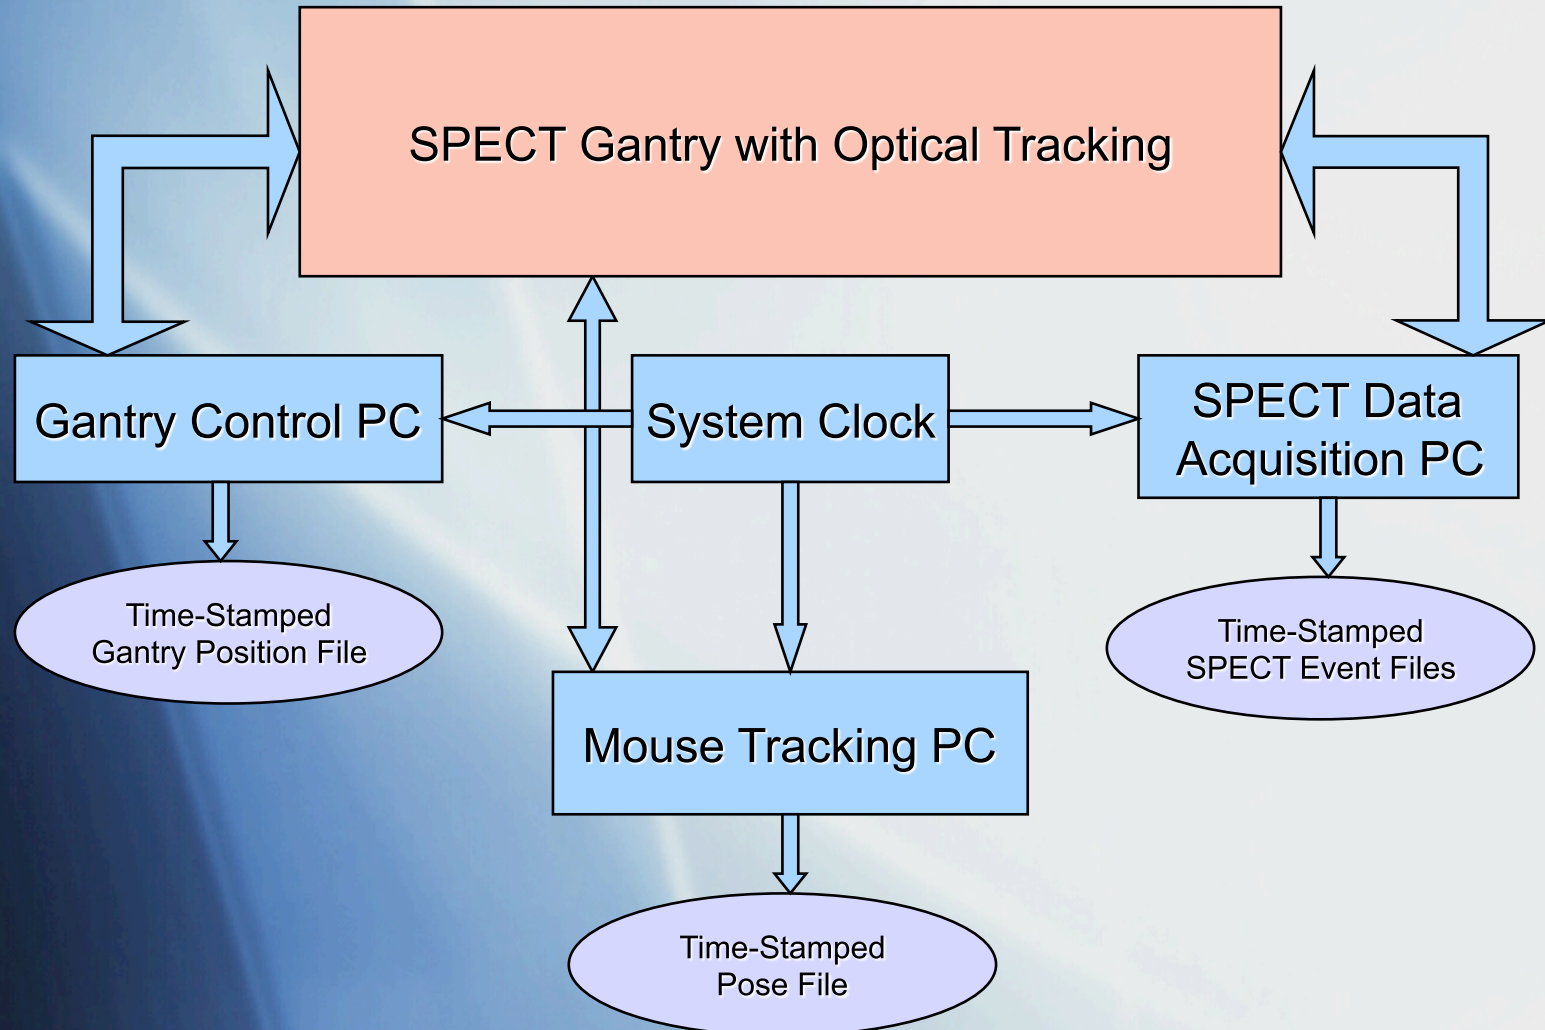 SPECT Gantry with Optical Tracking
Gantry Control PC
System Clock
SPECT Data
Acquisition PC
Time-Stamped
Gantry Position File
Time-Stamped
SPECT Event Files
Mouse Tracking PC
Time-Stamped
Pose File